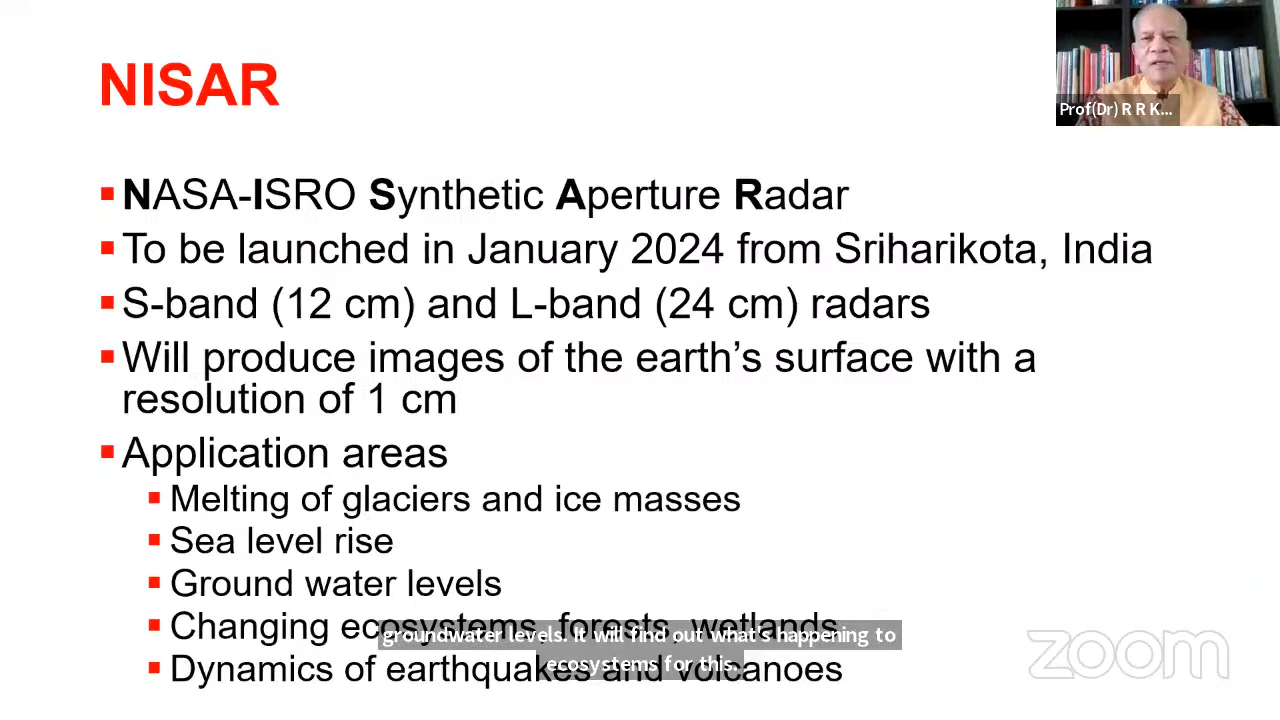 NISAR
Prof(Dr) R R K...
NASA-ISRO Synthetic Aperture Radar
To be launched in January 2024 from Sriharikota, India
S-band (12 cm) and L-band (24 cm) radars
Will produce images of the earth's surface with a
resolution of 1 cm
Application areas
Melting of glaciers and ice masses
Sea level rise
Ground water levels
Changing ecosystems, forests, wetlands
groundwater levels. It will find out what's happening to
ecosystems for this.
Dynamics of earthquakes and volcanoes
zoom